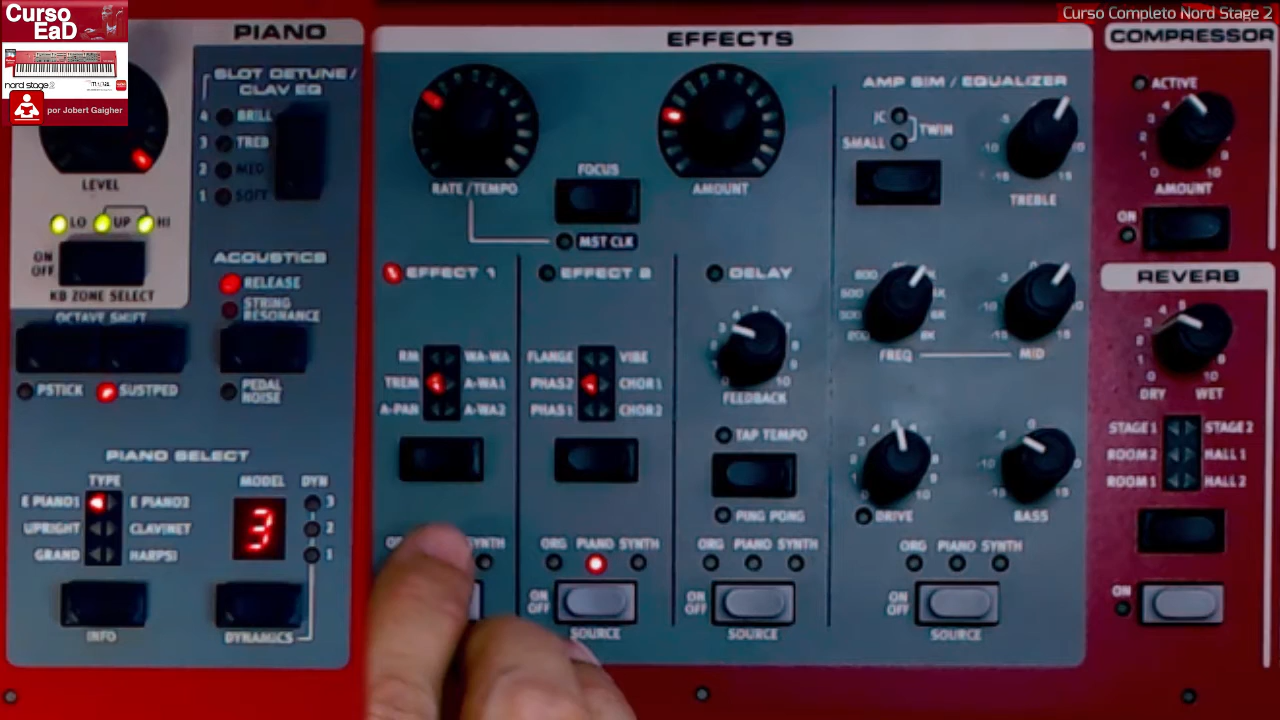 Curso
EaD
nord stage 2
por Jobert Gaigher
Curso Completo Nord Stage 2
PIANO
SLOT DETUNE /
CLAV EQ
4 BRILL
3 TREB
2 MID
1 SOFT
LEVEL
LO UP HI
ON
OFF
KB ZONE SELECT
OCTAVE SHIFT
PSTICK SUSTPED
ACOUSTICS
RELEASE
STRING
RESONANCE
PEDAL
NOISE
PIANO SELECT
TYPE MODEL DYN
E PIANO1 E PIANO2 3
UPRIGHT CLAVINET 2
GRAND HARPSI 1
3
INFO
DYNAMICS
EFFECTS
RATE/TEMPO
FOCUS
AMOUNT
MST CLK
EFFECT 1
RM WA-WA
TREM A-WA1
A-PAN A-WA2
SYNTH
EFFECT 2
FLANGE VIBE
PHAS2 CHOR1
PHAS1 CHOR2
ORG PIANO SYNTH
ON
OFF
SOURCE
DELAY
FEEDBACK
TAP TEMPO
PING PONG
ORG PIANO SYNTH
ON
OFF
SOURCE
AMP SIM / EQUALIZER
JC
TWIN
SMALL
TREBLE
FREQ MID
DRIVE
BASS
ORG PIANO SYNTH
ON
OFF
SOURCE
COMPRESSOR
ACTIVE
AMOUNT
ON
REVERB
DRY WET
STAGE 1 STAGE 2
ROOM 2 HALL 1
ROOM 1 HALL 2
ON